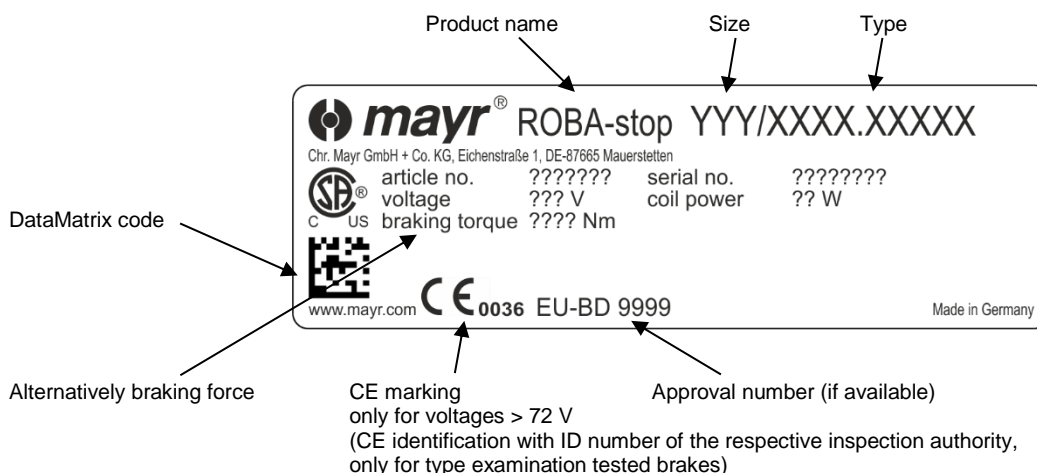 Product name Size Type
mayr® ROBA-stop YYY/XXXX.XXXXX
Chr. Mayr GmbH + Co. KG, Eichenstraße 1, DE-87665 Mauerstetten
SA®
C US
article no. ??????? serial no. ????????
voltage ??? V coil power ?? W
braking torque ???? Nm
DataMatrix code
www.mayr.com CE 0036 EU-BD 9999 Made in Germany
Alternatively braking force
CE marking
only for voltages > 72 V
(CE identification with ID number of the respective inspection authority,
only for type examination tested brakes)
Approval number (if available)